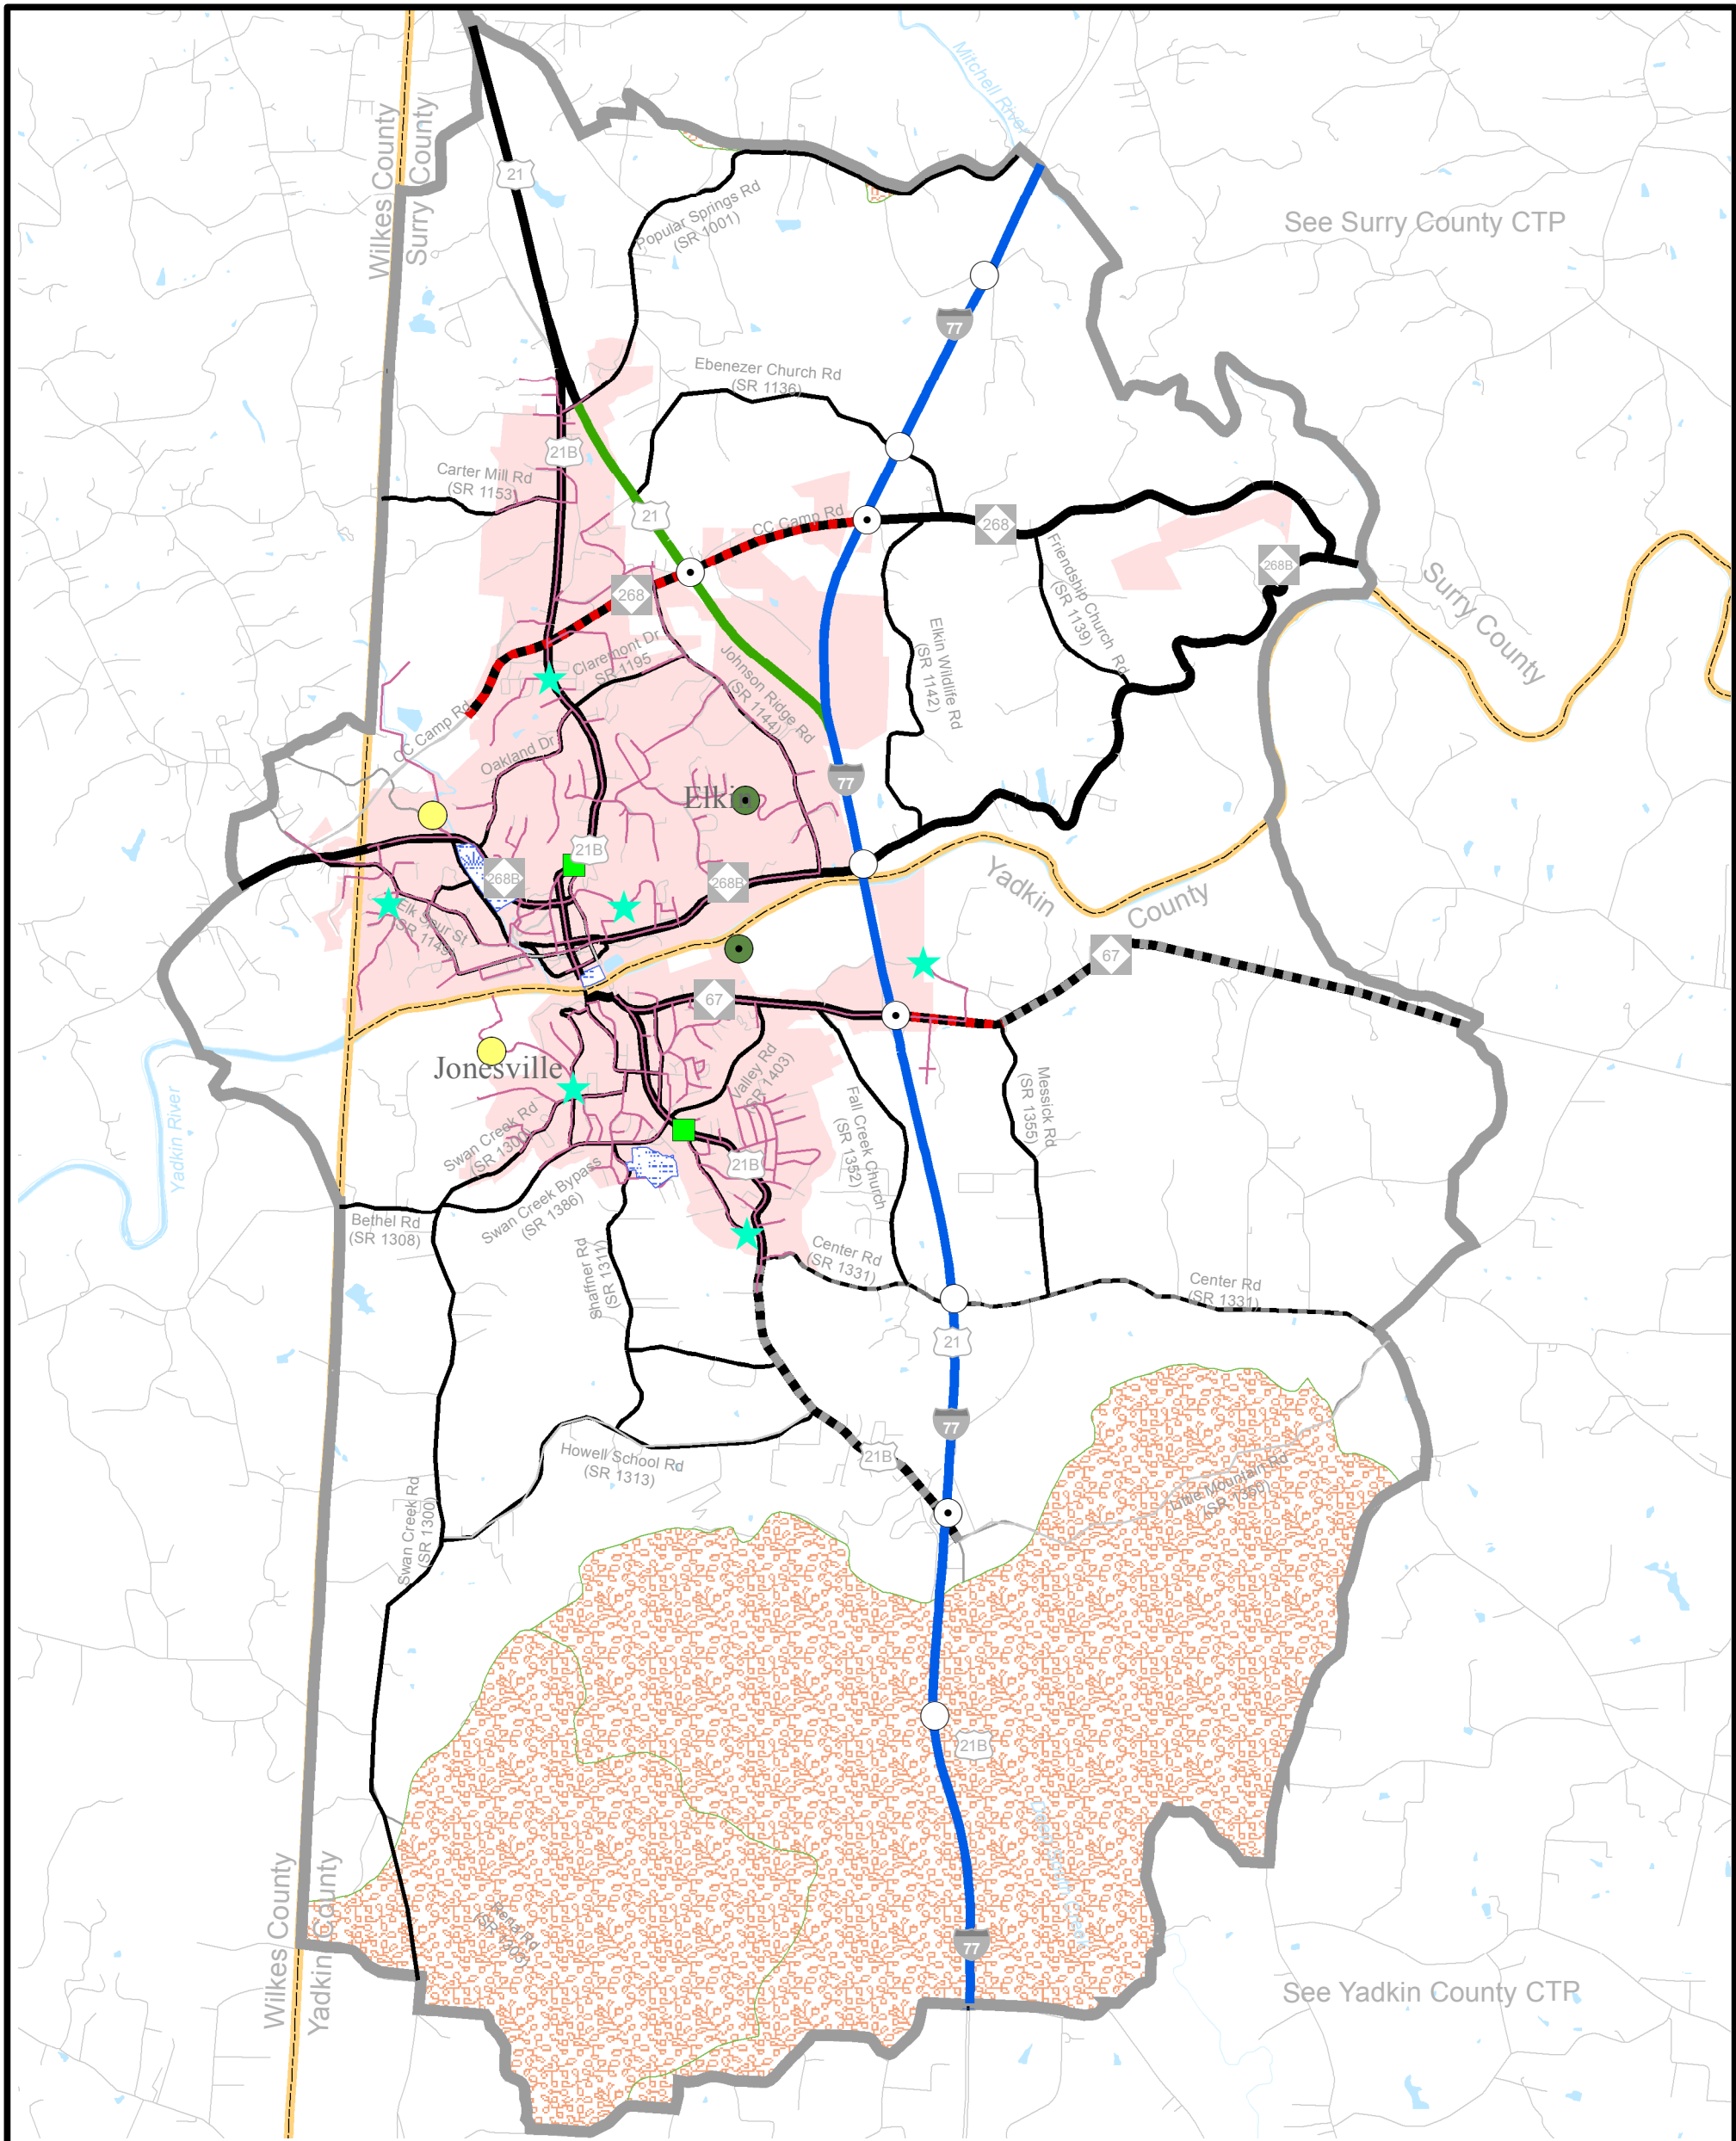 Mitchell River
Wilkes County
Surry County
21
Popular Springs Rd
(SR 1001)
See Surry County CTP
77
Ebenezer Church Rd
(SR 1136)
21B
Carter Mill Rd
(SR 1153)
21
CC Camp Rd
268
Friendship Church Rd
(SR 1139)
268B
268
Surry County
Elkin Wildlife Rd
(SR 1142)
Claremont Dr
SR 1195
Johnson Ridge Rd
(SR 1144)
CC Camp Rd
Oakland Dr
77
21B
268B
268B
Yadkin
County
Elk Spur St
67
67
Jonesville
Valley Rd
(SR 1403)
Messick Rd
(SR 1355)
Fall Creek Church
(SR 1352)
Yadkin River
Swan Creek Rd
(SR 1300)
21B
Swan Creek Bypass
(SR 1386)
Bethel Rd
(SR 1308)
Shaffner Rd
(SR 1311)
Center Rd
(SR 1331)
Center Rd
(SR 1331)
21
77
21B
Howell School Rd
(SR 1313)
Little Mountain Rd
Swan Creek Rd
(SR 1300)
21B
77
Wilkes County
Yadkin County
See Yadkin County CTP